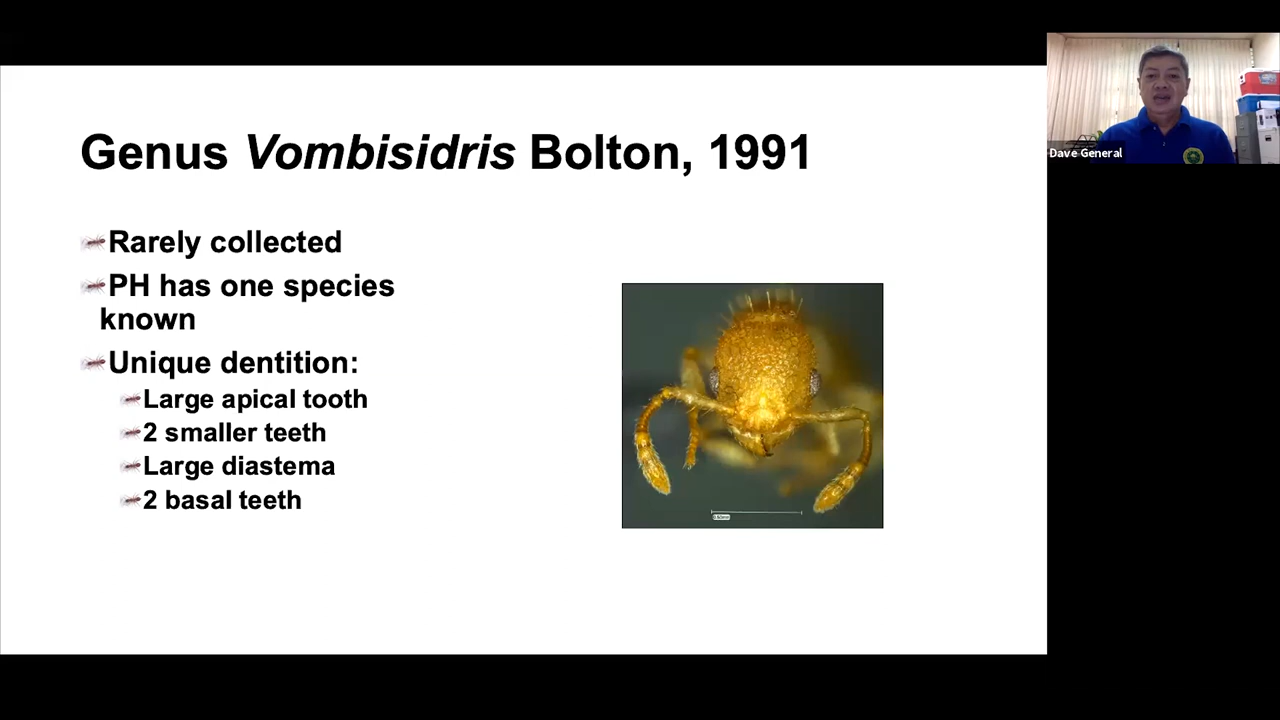 Genus Vombisidris Bolton, 1991
Rarely collected
PH has one species
known
Unique dentition:
Large apical tooth
2 smaller teeth
Large diastema
2 basal teeth
Dave General